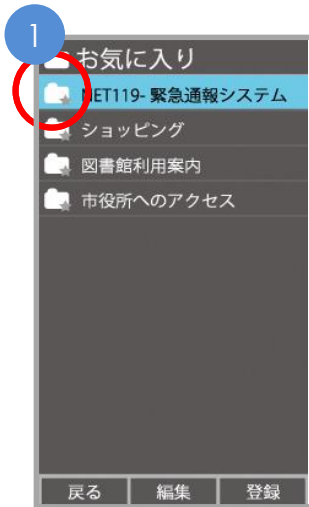 1
お気に入り
NET119-緊急通報システム
ショッピング
図書館利用案内
市役所へのアクセス
戻る 編集 登録